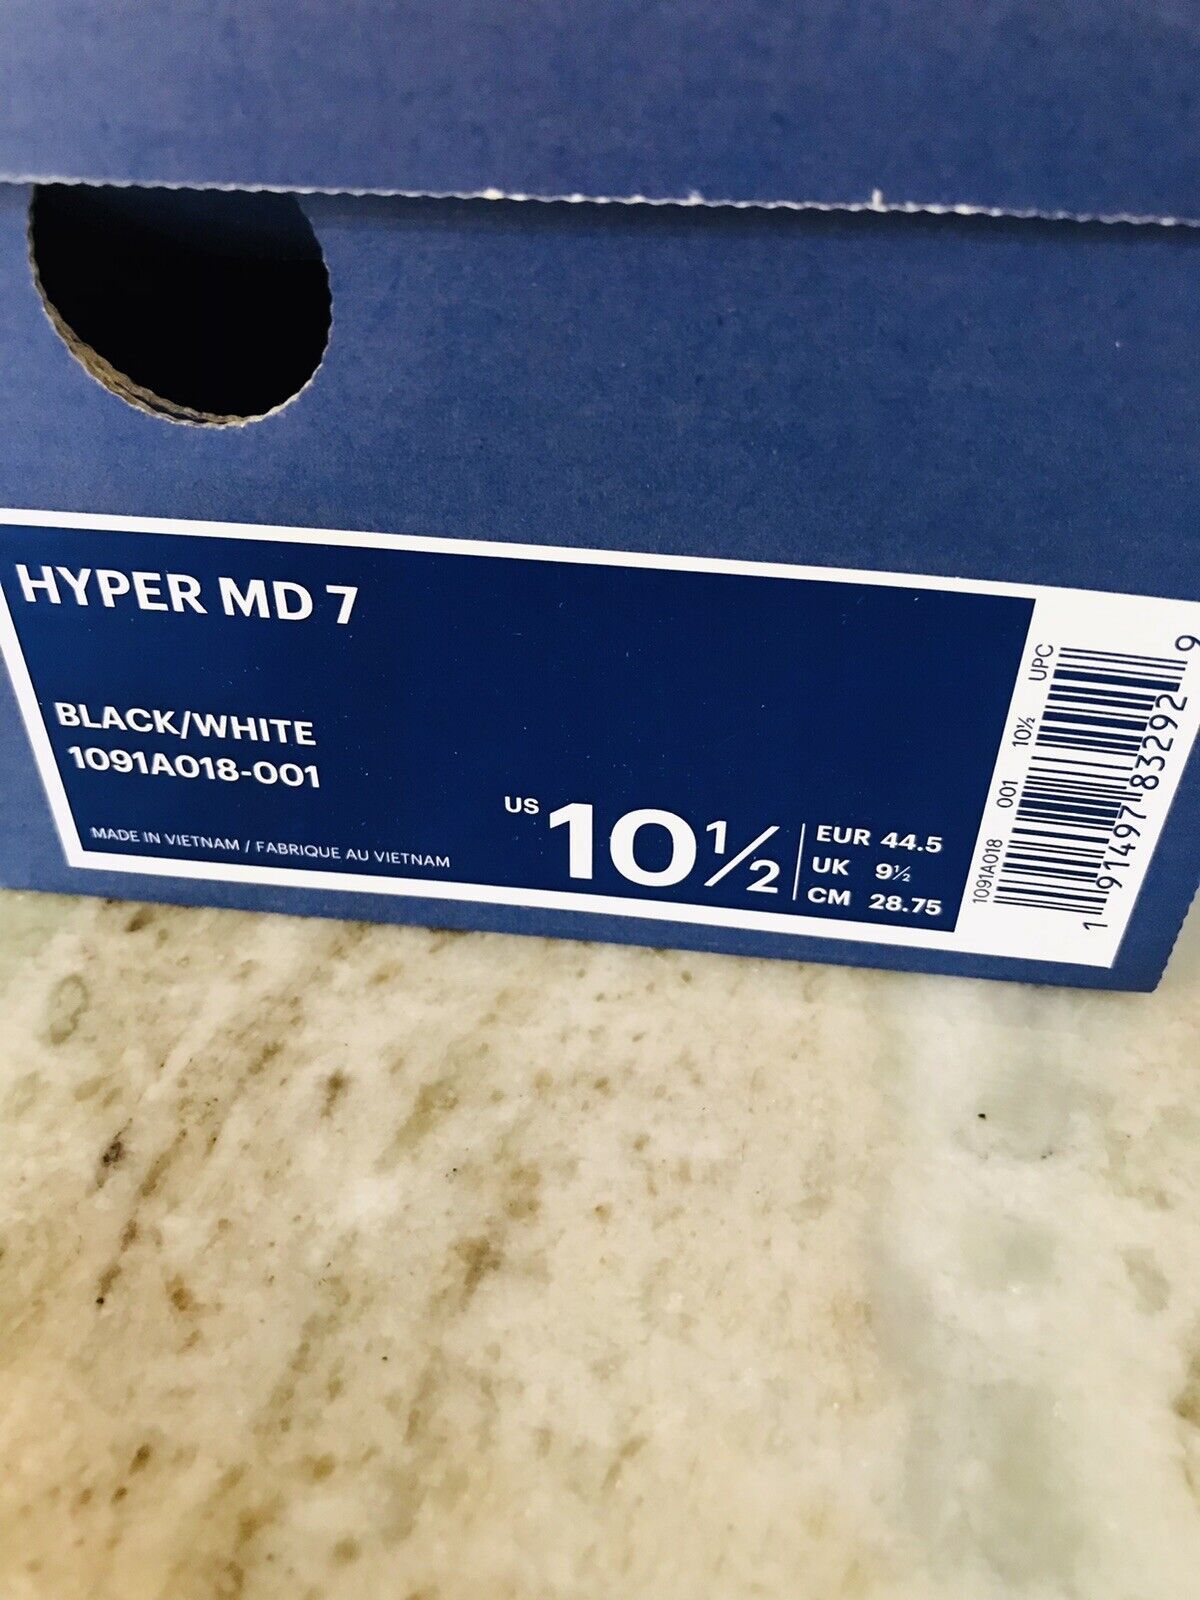 HYPER MD 7
BLACK/WHITE
1091A018-001
MADE IN VIETNAM / FABRIQUE AU VIETNAM
US 10½
EUR 44.5
UK 9½
CM 28.75
1091A018 001 10½ UPC
1 91497 83292 9